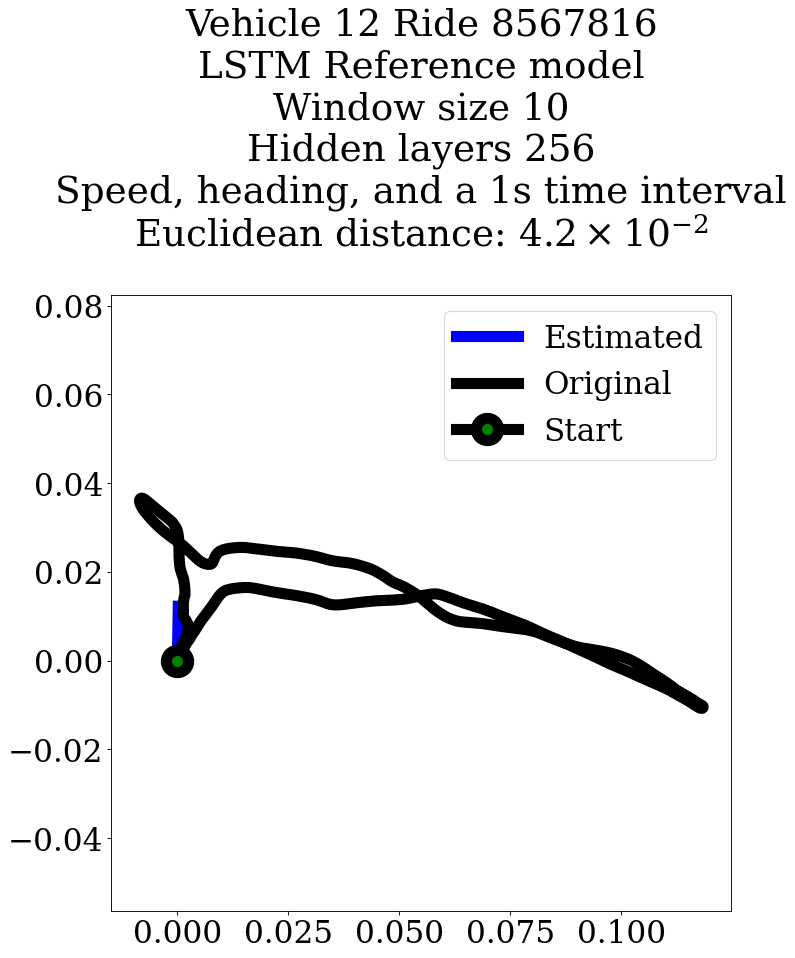 Vehicle 12 Ride 8567816
LSTM Reference model
Window size 10
Hidden layers 256
Speed, heading, and a 1s time interval
Euclidean distance: 4.2 × 10⁻²
0.08
0.06
0.04
0.02
0.00
−0.02
−0.04
Estimated
Original
Start
0.000 0.025 0.050 0.075 0.100